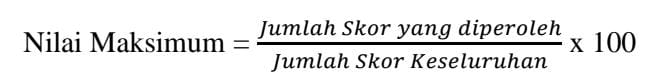 Nilai Maksimum = Jumlah Skor yang diperoleh / Jumlah Skor Keseluruhan x 100